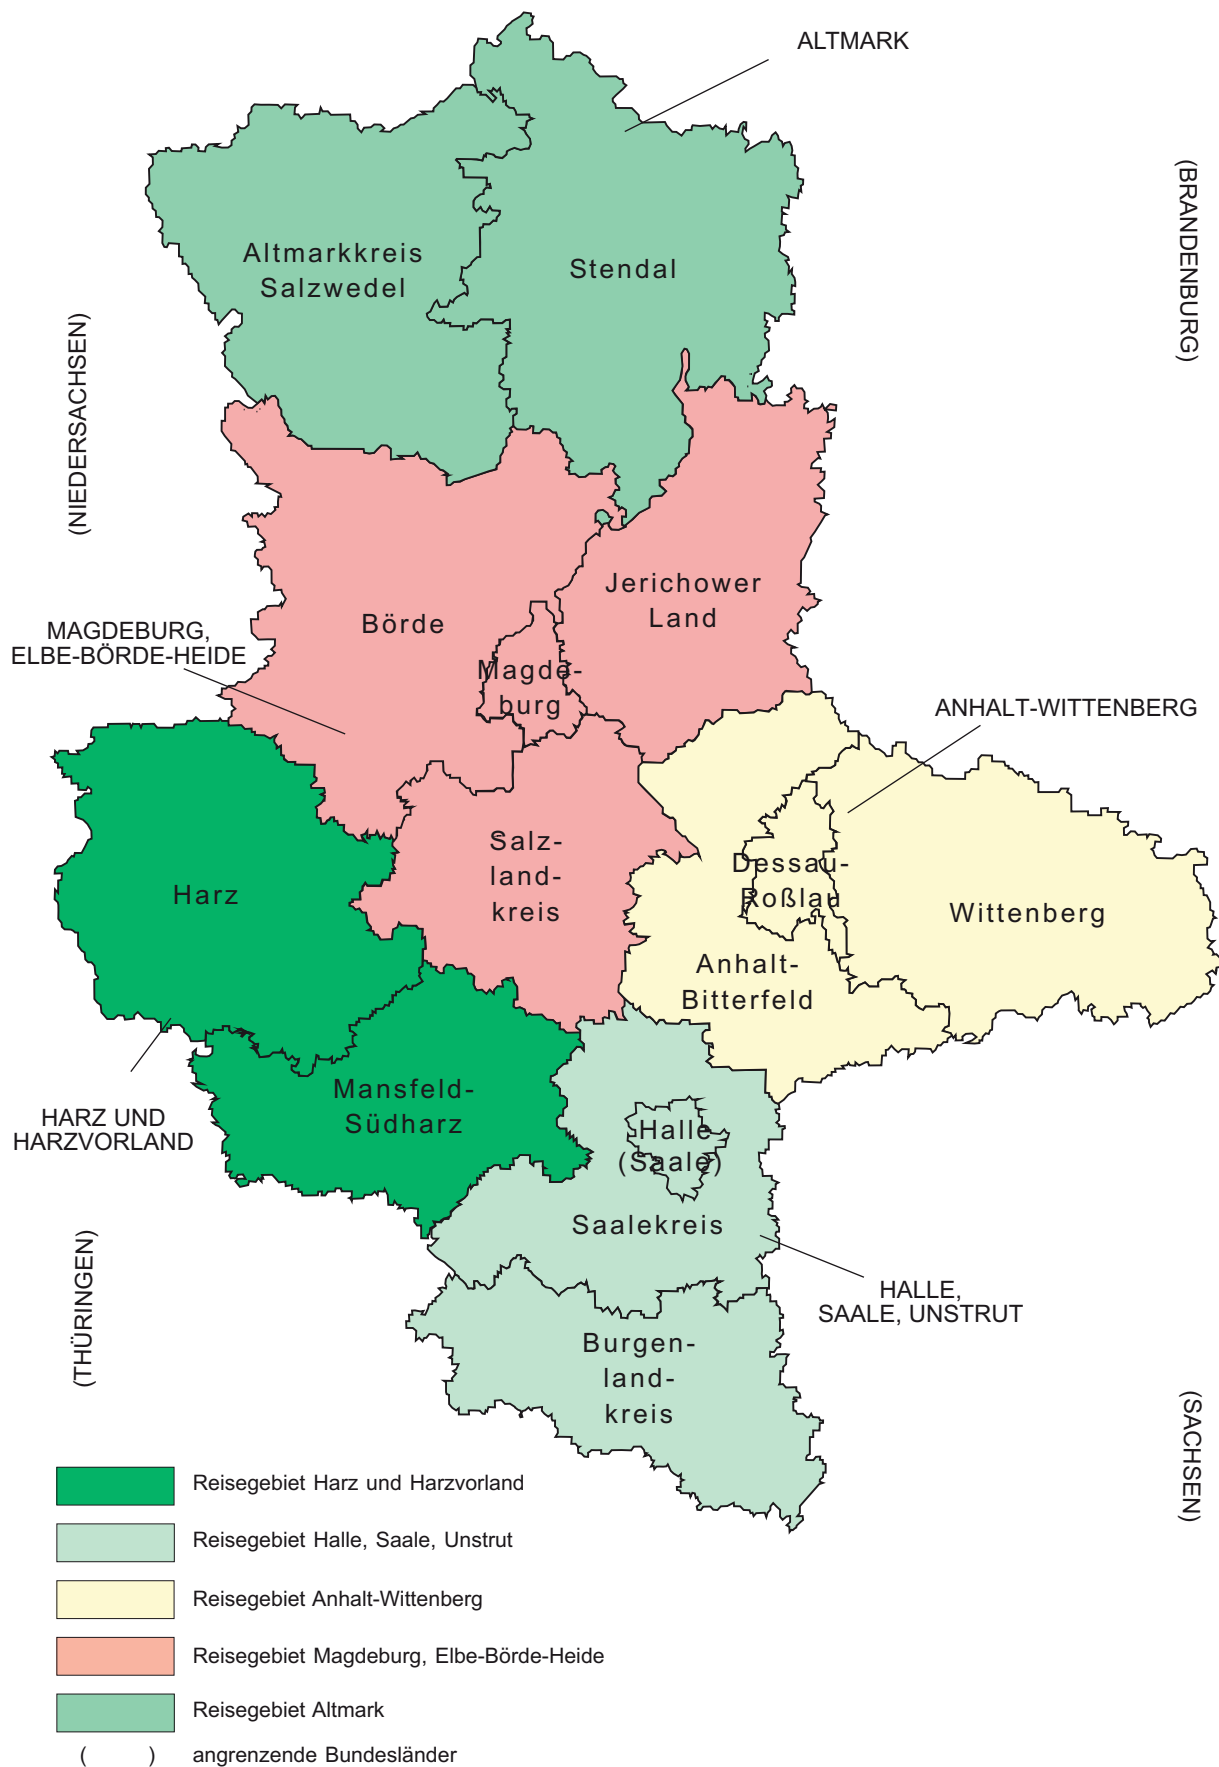 ALTMARK
(BRANDENBURG)
Altmarkkreis
Salzwedel
Stendal
(NIEDERSACHSEN)
Jerichower
Land
Börde
MAGDEBURG,
ELBE-BÖRDE-HEIDE
Magde-
burg
ANHALT-WITTENBERG
Salz-
land-
kreis
Dessau-
Roßlau
Harz
Wittenberg
Anhalt-
Bitterfeld
Mansfeld-
Südharz
HARZ UND
HARZVORLAND
Halle
(Saale)
Saalekreis
(THÜRINGEN)
HALLE,
SAALE, UNSTRUT
Burgen-
land-
kreis
(SACHSEN)
Reisegebiet Harz und Harzvorland
Reisegebiet Halle, Saale, Unstrut
Reisegebiet Anhalt-Wittenberg
Reisegebiet Magdeburg, Elbe-Börde-Heide
Reisegebiet Altmark
( ) angrenzende Bundesländer